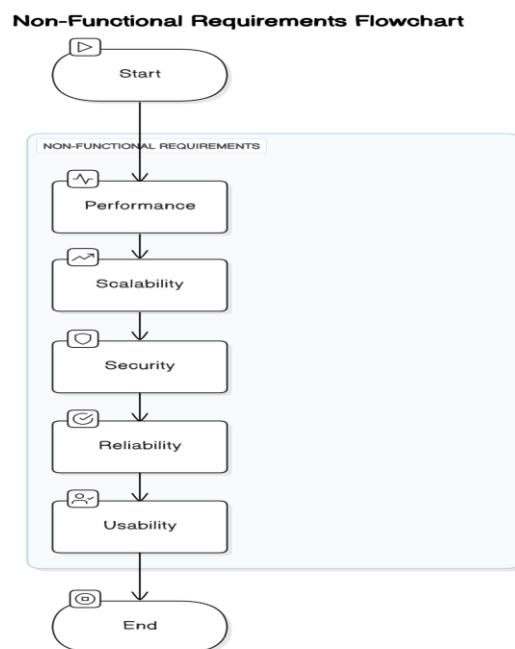 Non-Functional Requirements Flowchart
Start
NON-FUNCTIONAL REQUIREMENTS
Performance
Scalability
Security
Reliability
Usability
End